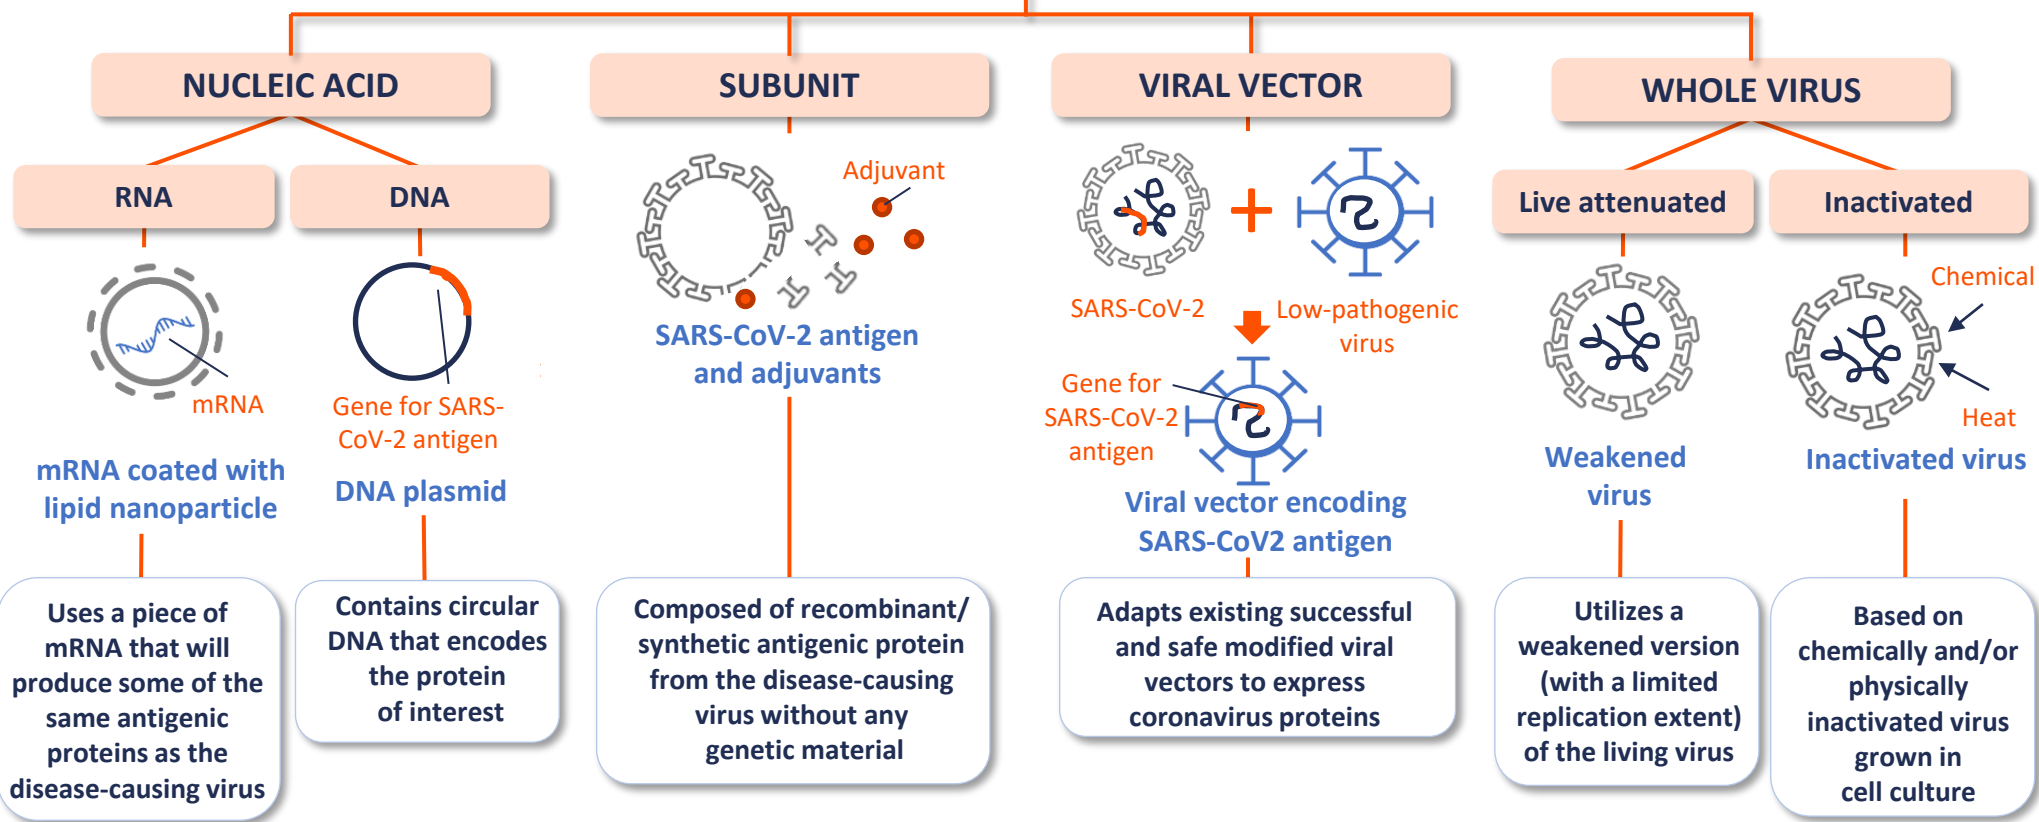 NUCLEIC ACID
SUBUNIT
VIRAL VECTOR
WHOLE VIRUS
RNA
DNA
mRNA
mRNA coated with
lipid nanoparticle
Uses a piece of
mRNA that will
produce some of the
same antigenic
proteins as the
disease-causing virus
Gene for SARS-
CoV-2 antigen
DNA plasmid
Contains circular
DNA that encodes
the protein
of interest
Adjuvant
SARS-CoV-2 antigen
and adjuvants
Composed of recombinant/
synthetic antigenic protein
from the disease-causing
virus without any
genetic material
SARS-CoV-2
Low-pathogenic
virus
Gene for
SARS-CoV-2
antigen
Viral vector encoding
SARS-CoV2 antigen
Adapts existing successful
and safe modified viral
vectors to express
coronavirus proteins
Live attenuated
Weakened
virus
Utilizes a
weakened version
(with a limited
replication extent)
of the living virus
Inactivated
Chemical
Heat
Inactivated virus
Based on
chemically and/or
physically
inactivated virus
grown in
cell culture